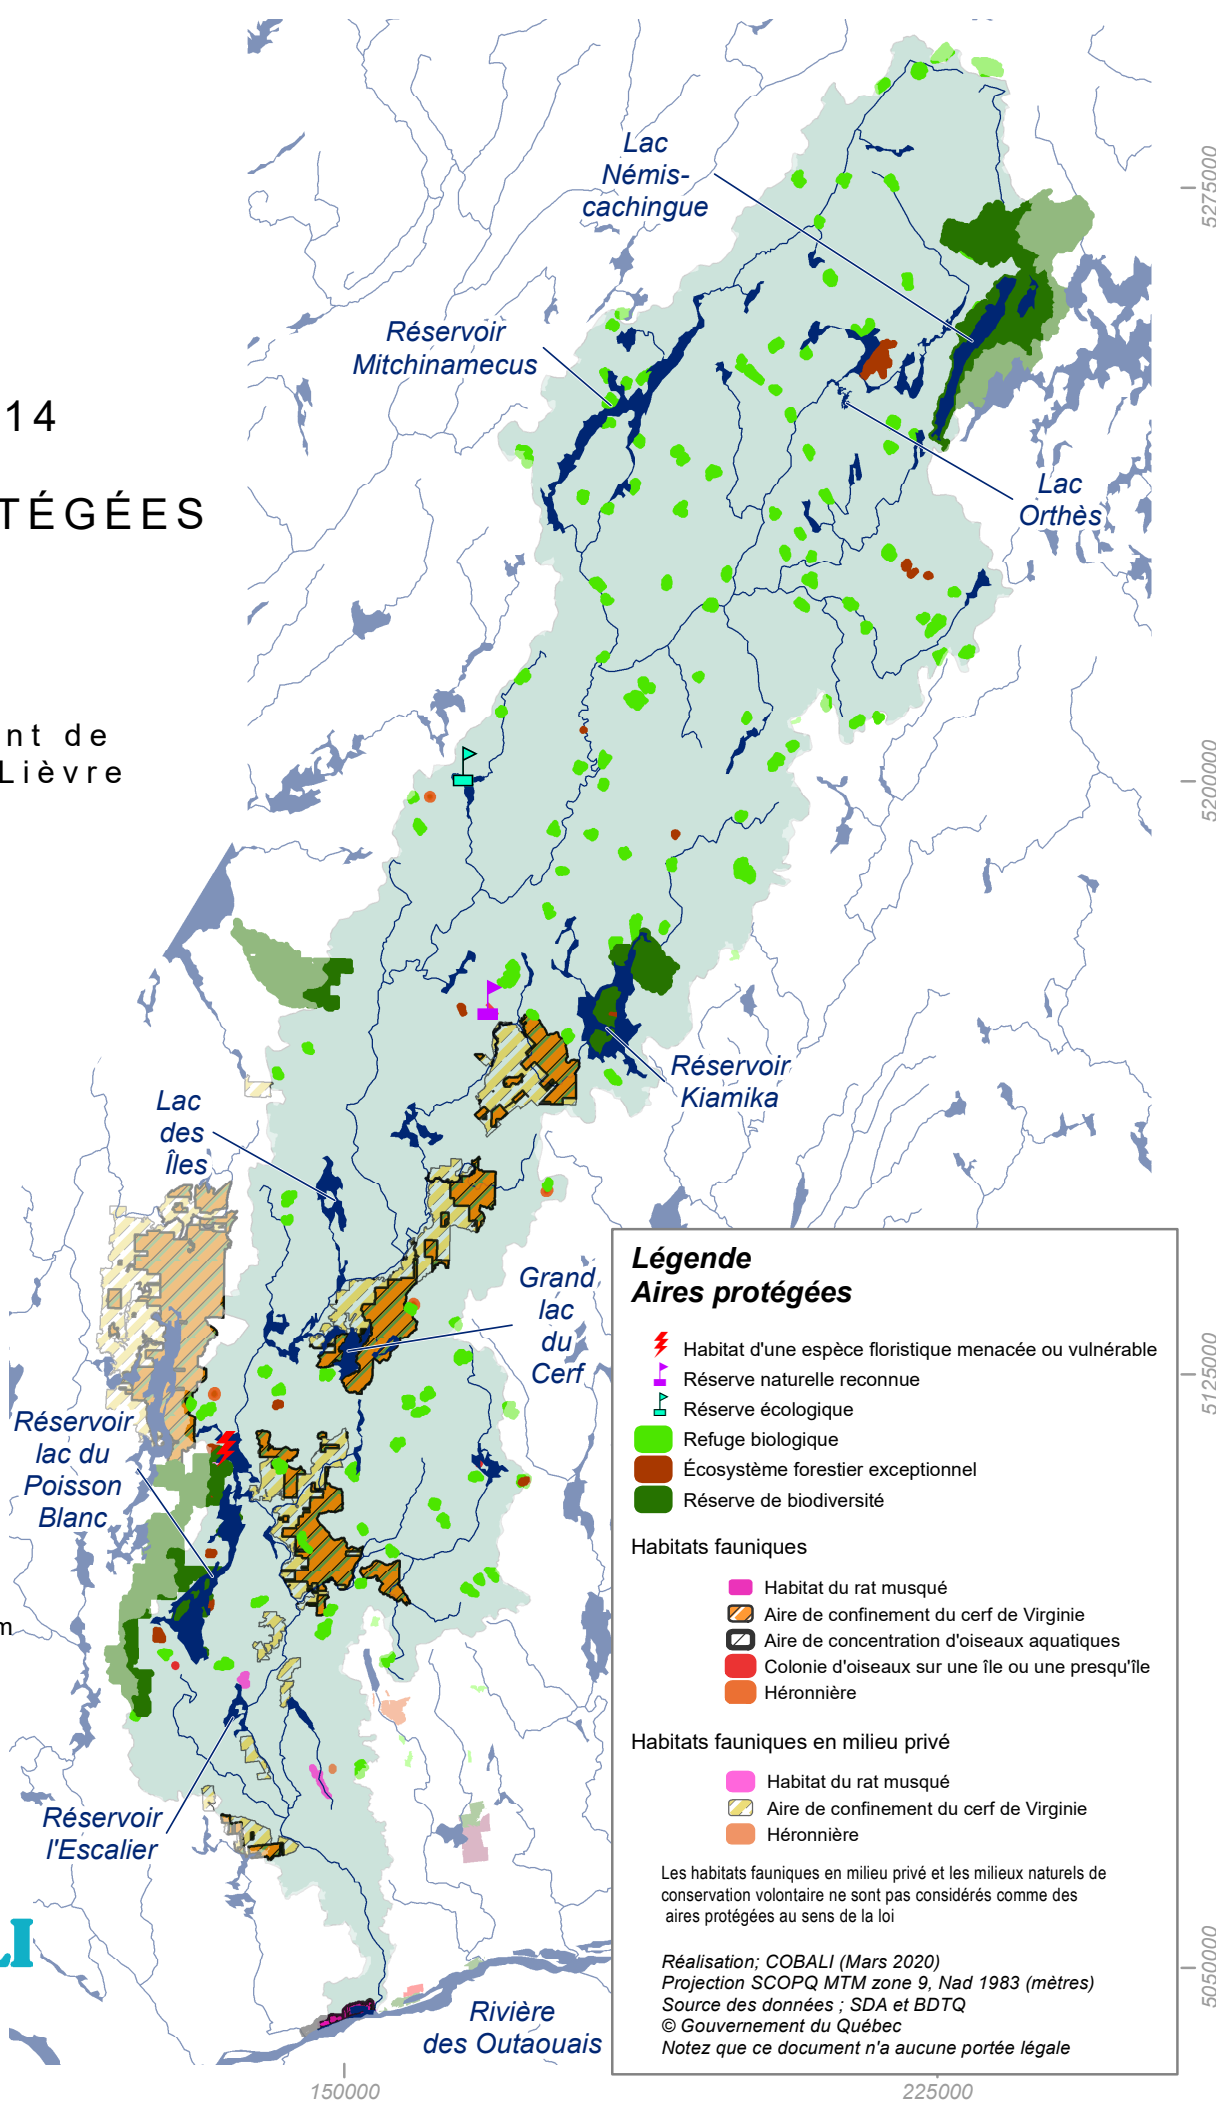 14
TÉGÉES
nt de
Lièvre
m
LI
Lac
Némis-
cachingue
Réservoir
Mitchinamecus
Lac
Orthès
Réservoir
Kiamika
Lac
des
Îles
Grand
lac
du
Cerf
Réservoir
lac du
Poisson
Blanc
Réservoir
l'Escalier
Rivière
des Outaouais
5275000
5200000
5125000
5050000
150000
225000
Légende
Aires protégées
Habitat d'une espèce floristique menacée ou vulnérable
Réserve naturelle reconnue
Réserve écologique
Refuge biologique
Écosystème forestier exceptionnel
Réserve de biodiversité
Habitats fauniques
Habitat du rat musqué
Aire de confinement du cerf de Virginie
Aire de concentration d'oiseaux aquatiques
Colonie d'oiseaux sur une île ou une presqu'île
Héronnière
Habitats fauniques en milieu privé
Habitat du rat musqué
Aire de confinement du cerf de Virginie
Héronnière
Les habitats fauniques en milieu privé et les milieux naturels de
conservation volontaire ne sont pas considérés comme des
aires protégées au sens de la loi
Réalisation; COBALI (Mars 2020)
Projection SCOPQ MTM zone 9, Nad 1983 (mètres)
Source des données ; SDA et BDTQ
© Gouvernement du Québec
Notez que ce document n'a aucune portée légale